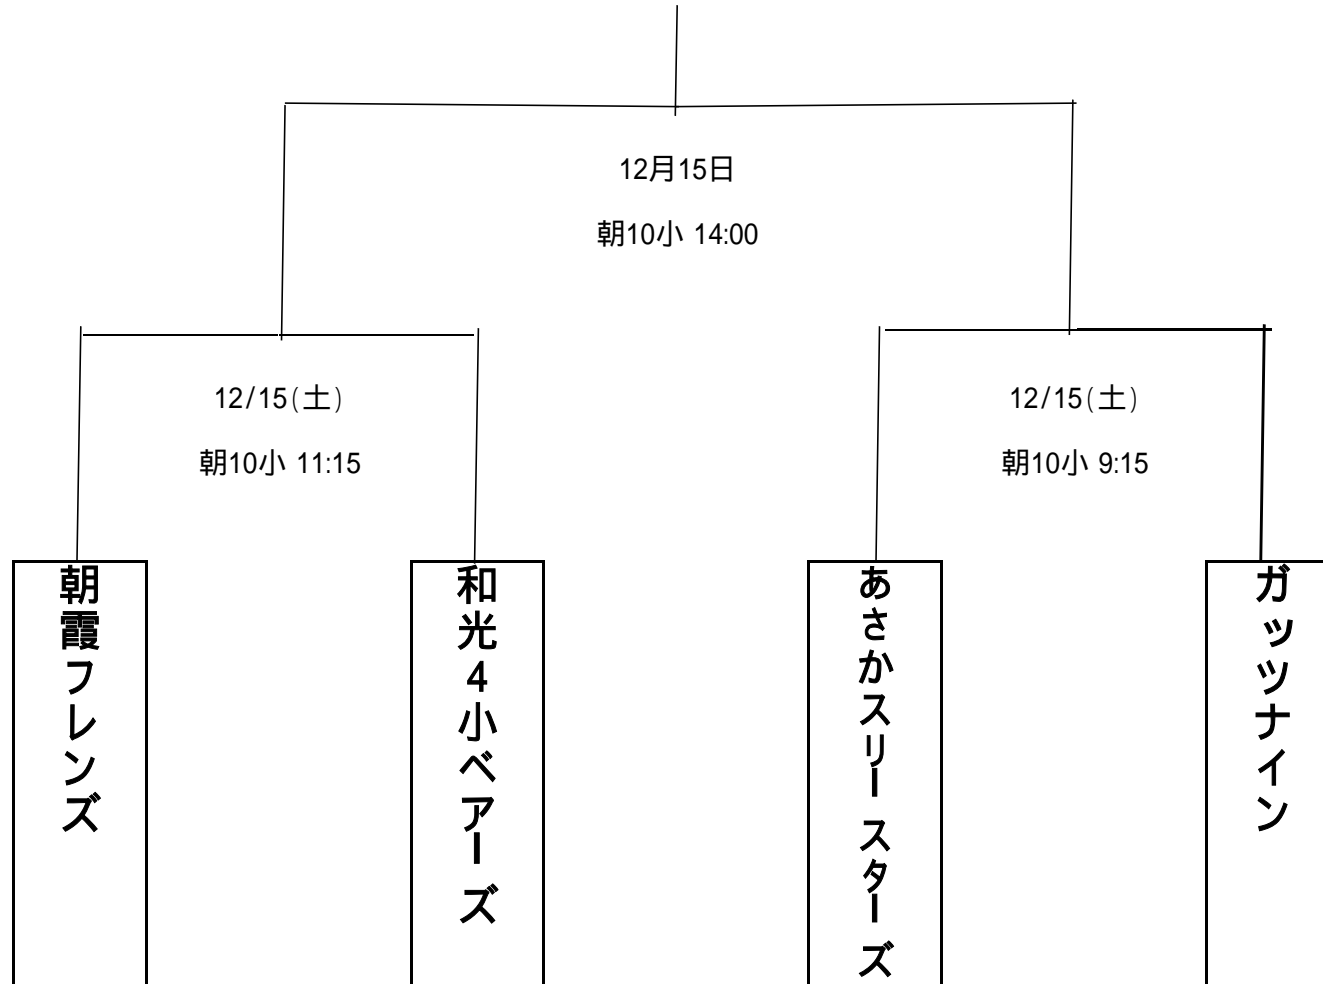 12月15日
朝10小 14:00
12/15(土)
朝10小 11:15
12/15(土)
朝10小 9:15
朝霞フレンズ
和光4小ベアーズ
あさかスリースターズ
ガッツナイン